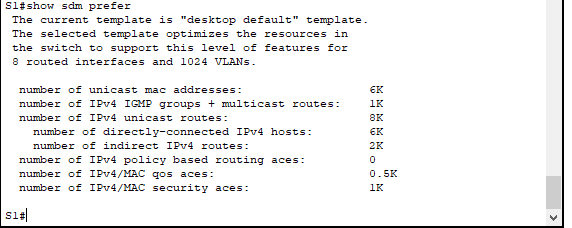 S1#show sdm prefer
The current template is "desktop default" template.
The selected template optimizes the resources in
the switch to support this level of features for
8 routed interfaces and 1024 VLANs.
number of unicast mac addresses: 6K
number of IPv4 IGMP groups + multicast routes: 1K
number of IPv4 unicast routes: 8K
number of directly-connected IPv4 hosts: 6K
number of indirect IPv4 routes: 2K
number of IPv4 policy based routing aces: 0
number of IPv4/MAC qos aces: 0.5K
number of IPv4/MAC security aces: 1K
S1#